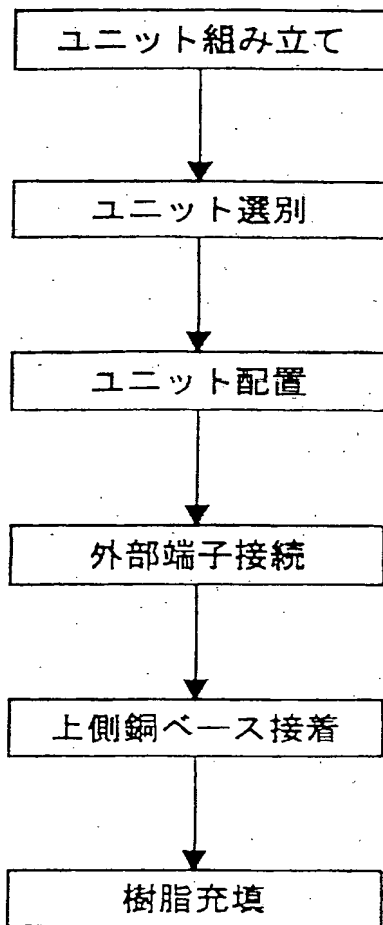 ユニット組み立て
ユニット選別
ユニット配置
外部端子接続
上側銅ベース接着
樹脂充填